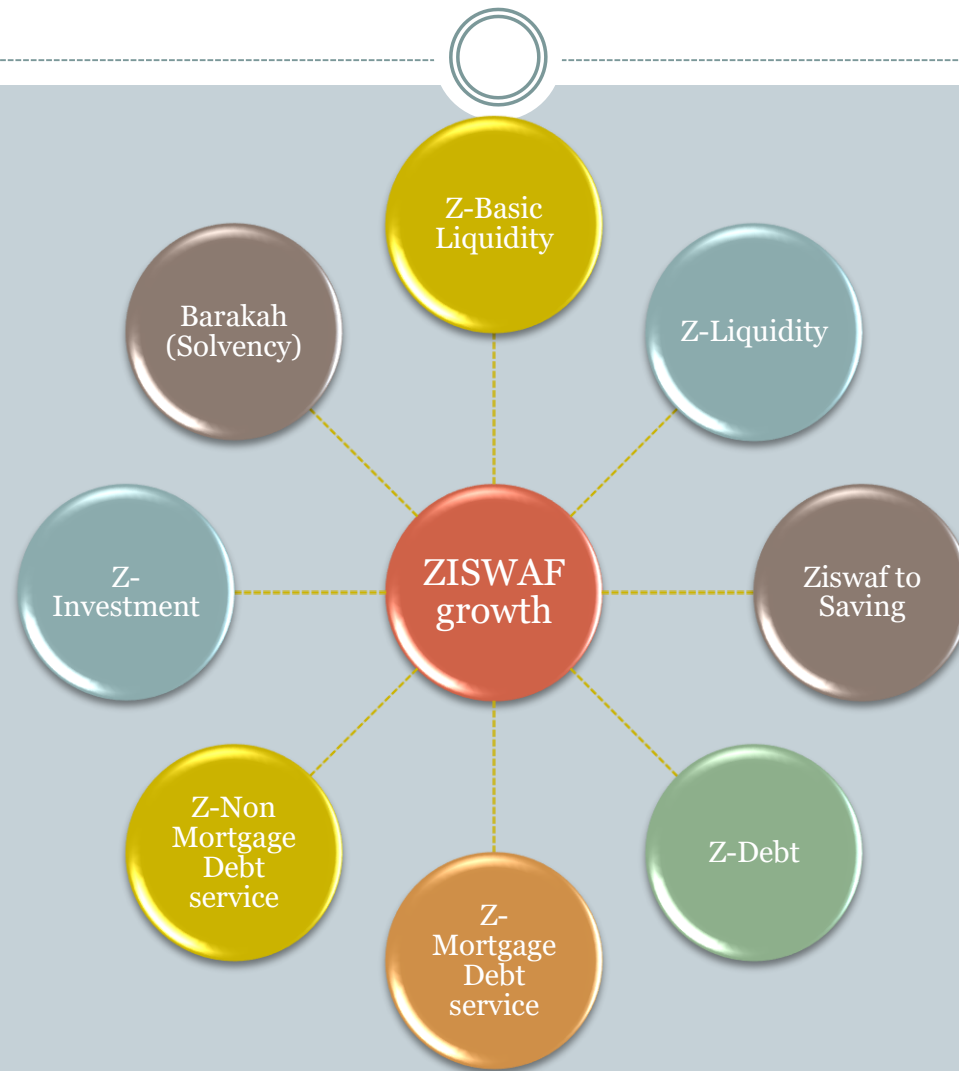 Z-Basic
Liquidity
Z-Liquidity
Ziswaf to
Saving
Z-Debt
Z-
Mortgage
Debt
service
Z-Non
Mortgage
Debt
service
Z-
Investment
Barakah
(Solvency)
ZISWAF
growth